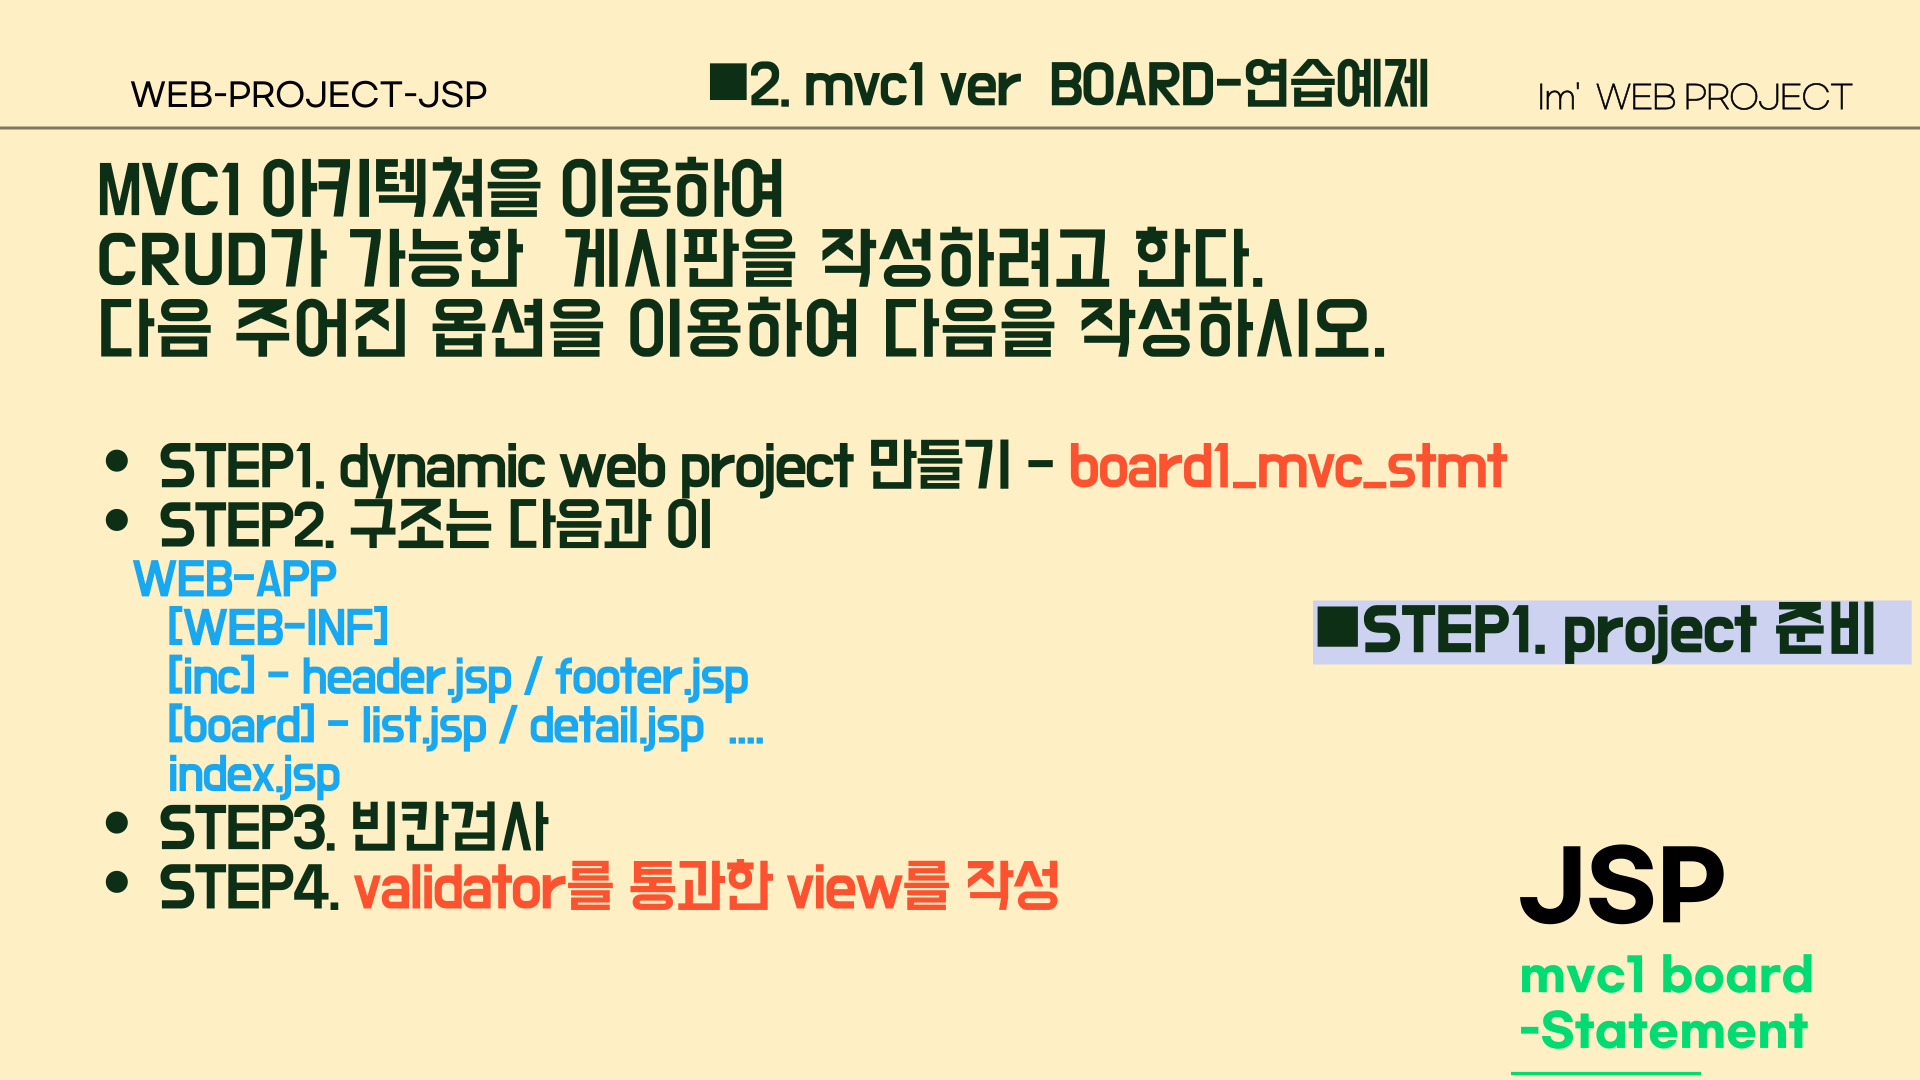 WEB-PROJECT-JSP
■2. mvc1 ver BOARD-연습예제
Im' WEB PROJECT
MVC1 아키텍쳐을 이용하여
CRUD가 가능한 게시판을 작성하려고 한다.
다음 주어진 옵션을 이용하여 다음을 작성하시오.
• STEP1. dynamic web project 만들기 - board1_mvc_stmt
• STEP2. 구조는 다음과 이
WEB-APP
[WEB-INF]
[inc] - header.jsp / footer.jsp
[board] - list.jsp / detail.jsp ....
index.jsp
• STEP3. 빈칸검사
• STEP4. validator를 통과한 view를 작성
■STEP1. project 준비
JSP
mvc1 board
-Statement